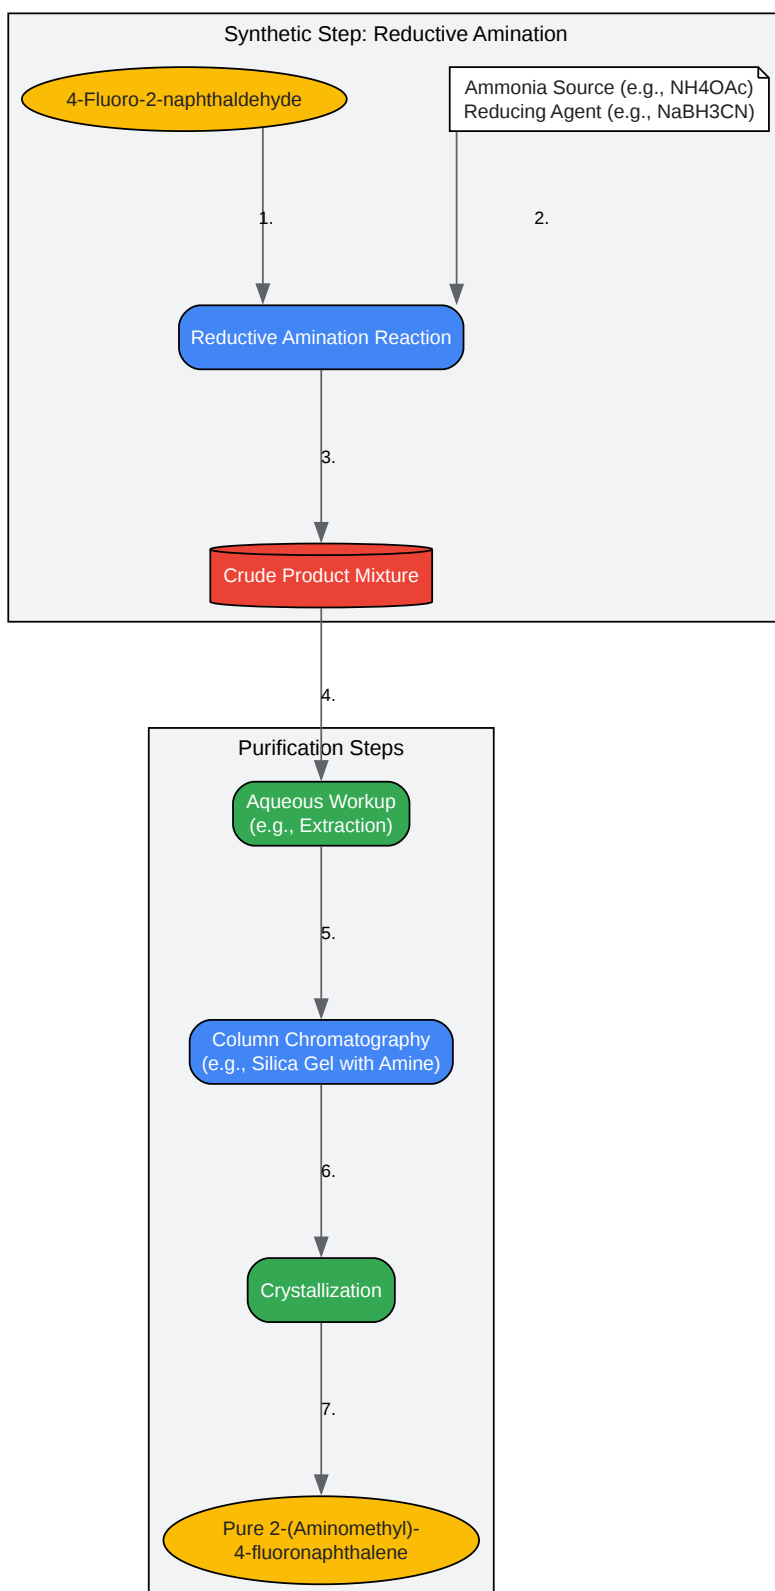 Synthetic Step: Reductive Amination
4-Fluoro-2-naphthaldehyde
Ammonia Source (e.g., NH4OAc)
Reducing Agent (e.g., NaBH3CN)
1.
2.
Reductive Amination Reaction
3.
Crude Product Mixture
4.
Purification Steps
Aqueous Workup
(e.g., Extraction)
5.
Column Chromatography
(e.g., Silica Gel with Amine)
6.
Crystallization
7.
Pure 2-(Aminomethyl)-
4-fluoronaphthalene